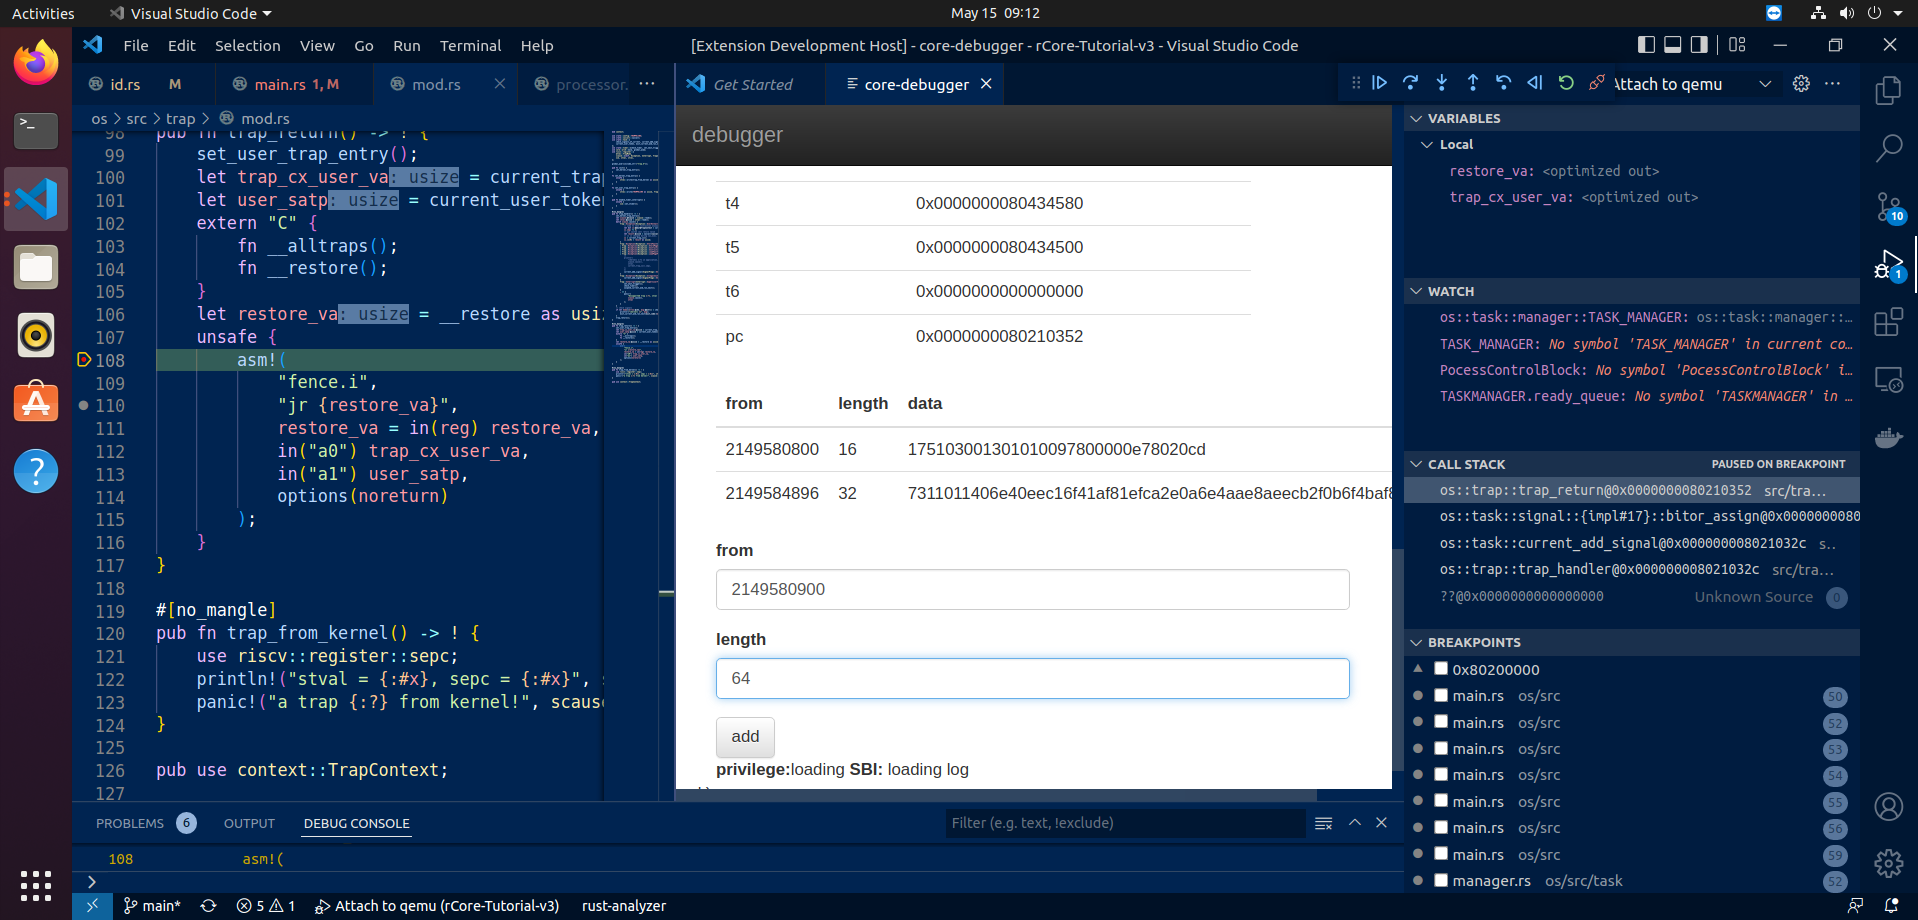 Activities
Visual Studio Code
May 15 09:12
File Edit Selection View Go Run Terminal Help
[Extension Development Host] - core-debugger - rCore-Tutorial-v3 - Visual Studio Code
id.rs M
main.rs 1, M
mod.rs
processor.
os > src > trap > mod.rs
98 pub fn trap_return() -> ! {
99 set_user_trap_entry();
100 let trap_cx_user_va: usize = current_trap
101 let user_satp: usize = current_user_token
102 extern "C" {
103 fn __alltraps();
104 fn __restore();
105 }
106 let restore_va: usize = __restore as usiz
107 unsafe {
108 asm!(
109 "fence.i",
110 "jr {restore_va}",
111 restore_va = in(reg) restore_va,
112 in("a0") trap_cx_user_va,
113 in("a1") user_satp,
114 options(noreturn)
115 );
116 }
117 }
118
119 #[no_mangle]
120 pub fn trap_from_kernel() -> ! {
121 use riscv::register::sepc;
122 println!("stval = {:#x}, sepc = {:#x}", s
123 panic!("a trap {:?} from kernel!", scause
124 }
125
126 pub use context::TrapContext;
127
Get Started
core-debugger
debugger
t4 0x0000000080434580
t5 0x0000000080434500
t6 0x0000000000000000
pc 0x0000000080210352
from length data
2149580800 16 175103001301010097800000e78020cd
2149584896 32 7311011406e40eec16f41af81efca2e0a6e4aae8aeecb2f0b6f4baf8
from
2149580900
length
64
add
privilege:loading SBI: loading log
Attach to qemu
VARIABLES
Local
restore_va: <optimized out>
trap_cx_user_va: <optimized out>
WATCH
os::task::manager::TASK_MANAGER: os::task::manager::…
TASK_MANAGER: No symbol 'TASK_MANAGER' in current co…
PocessControlBlock: No symbol 'PocessControlBlock' i…
TASKMANAGER.ready_queue: No symbol 'TASKMANAGER' in …
CALL STACK PAUSED ON BREAKPOINT
os::trap::trap_return@0x0000000080210352 src/tra…
os::task::signal::{impl#17}::bitor_assign@0x0000000080
os::task::current_add_signal@0x000000008021032c s…
os::trap::trap_handler@0x000000008021032c src/tra…
??@0x0000000000000000 Unknown Source 0
BREAKPOINTS
0x80200000
main.rs os/src 50
main.rs os/src 52
main.rs os/src 53
main.rs os/src 54
main.rs os/src 55
main.rs os/src 56
main.rs os/src 59
manager.rs os/src/task 52
10
1
PROBLEMS 6 OUTPUT DEBUG CONSOLE
Filter (e.g. text, !exclude)
108 asm!(
main* 5 1 Attach to qemu (rCore-Tutorial-v3) rust-analyzer